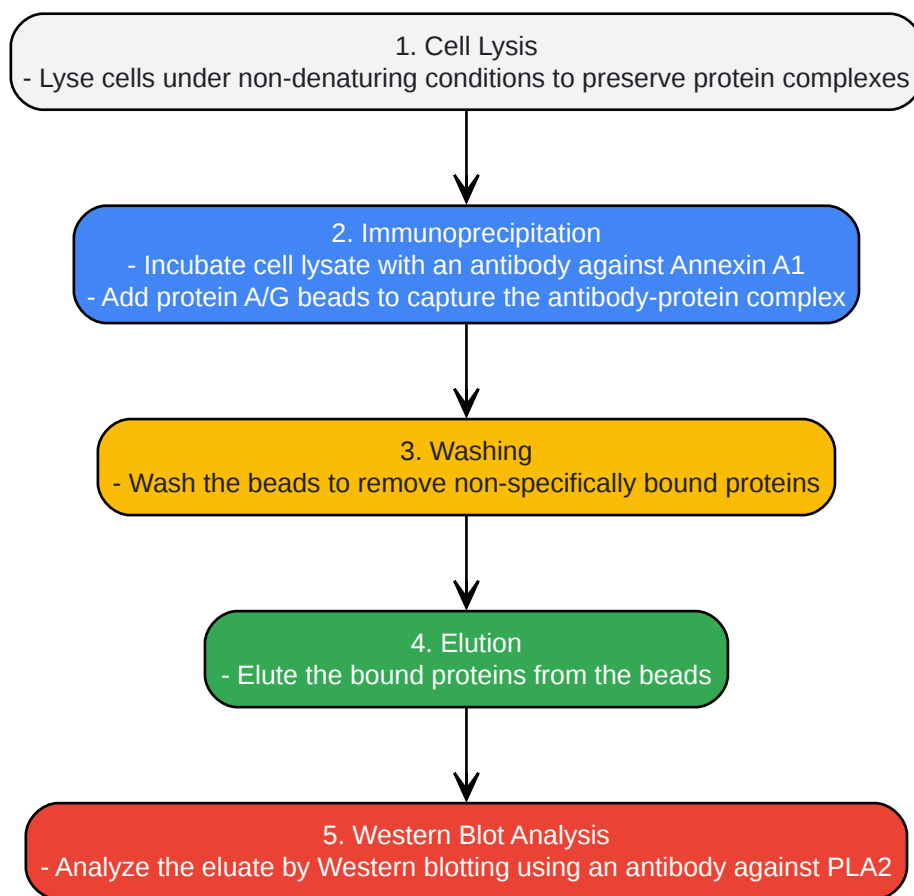 1. Cell Lysis
- Lyse cells under non-denaturing conditions to preserve protein complexes
2. Immunoprecipitation
- Incubate cell lysate with an antibody against Annexin A1
- Add protein A/G beads to capture the antibody-protein complex
3. Washing
- Wash the beads to remove non-specifically bound proteins
4. Elution
- Elute the bound proteins from the beads
5. Western Blot Analysis
- Analyze the eluate by Western blotting using an antibody against PLA2